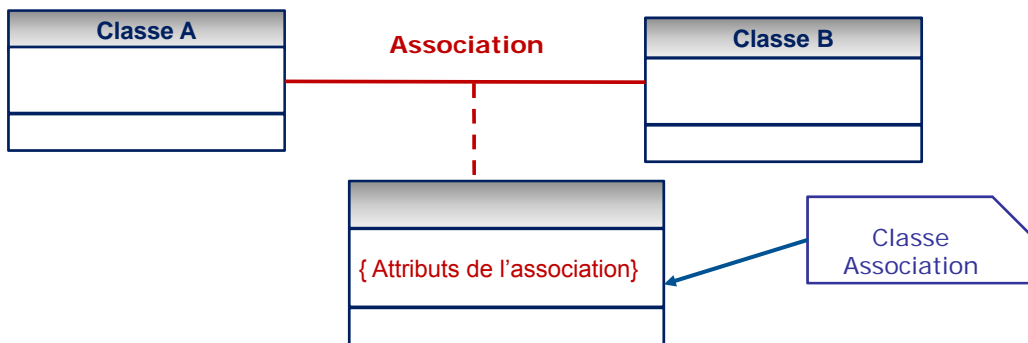 Classe A
Association
Classe B
{ Attributs de l’association}
Classe
Association